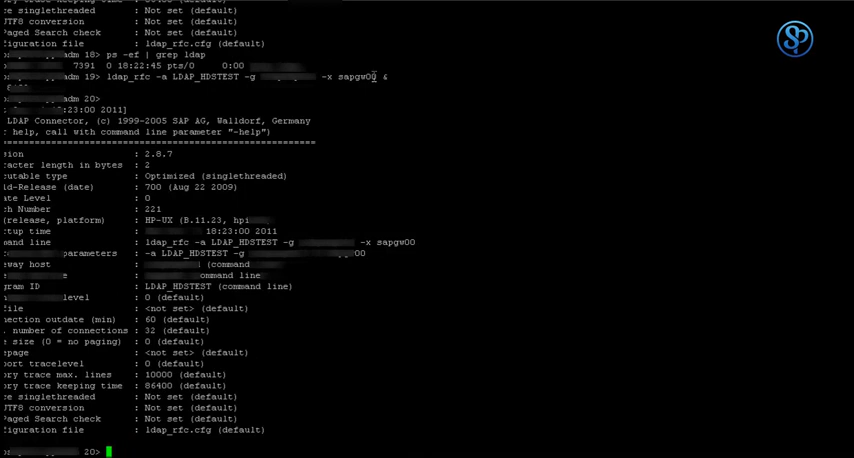 ce singlethreaded : Not set (default)
UTF8 conversion : Not set (default)
Paged Search check : Not set (default)
figuration file : ldap_rfc.cfg (default)
adm 18> ps -ef | grep ldap
7391 0 18:22:45 pts/0 0:00
adm 19> ldap_rfc -a LDAP_HDSTEST -g -x sapgw00 &
adm 20>
18:23:00 2011]
LDAP Connector, (c) 1999-2005 SAP AG, Walldorf, Germany
r help, call with command line parameter "-help")
========================================================
sion : 2.8.7
racter length in bytes : 2
cutable type : Optimized (singlethreaded)
ld-Release (date) : 700 (Aug 22 2009)
ate Level : 0
ch Number : 221
(release, platform) : HP-UX (B.11.23,
rtup time : 18:23:00 2011
mand line : ldap_rfc -a LDAP_HDSTEST -g -x sapgw00
parameters : -a LDAP_HDSTEST -g 00
eway host : (command
: command line
gram ID : LDAP_HDSTEST (command line)
level : 0 (default)
file : <not set> (default)
nection outdate (min) : 60 (default)
. number of connections : 32 (default)
e size (0 = no paging) : 0 (default)
epage : <not set> (default)
port tracelevel : 0 (default)
ory trace max. lines : 10000 (default)
ory trace keeping time : 86400 (default)
ce singlethreaded : Not set (default)
UTF8 conversion : Not set (default)
Paged Search check : Not set (default)
figuration file : ldap_rfc.cfg (default)
20>